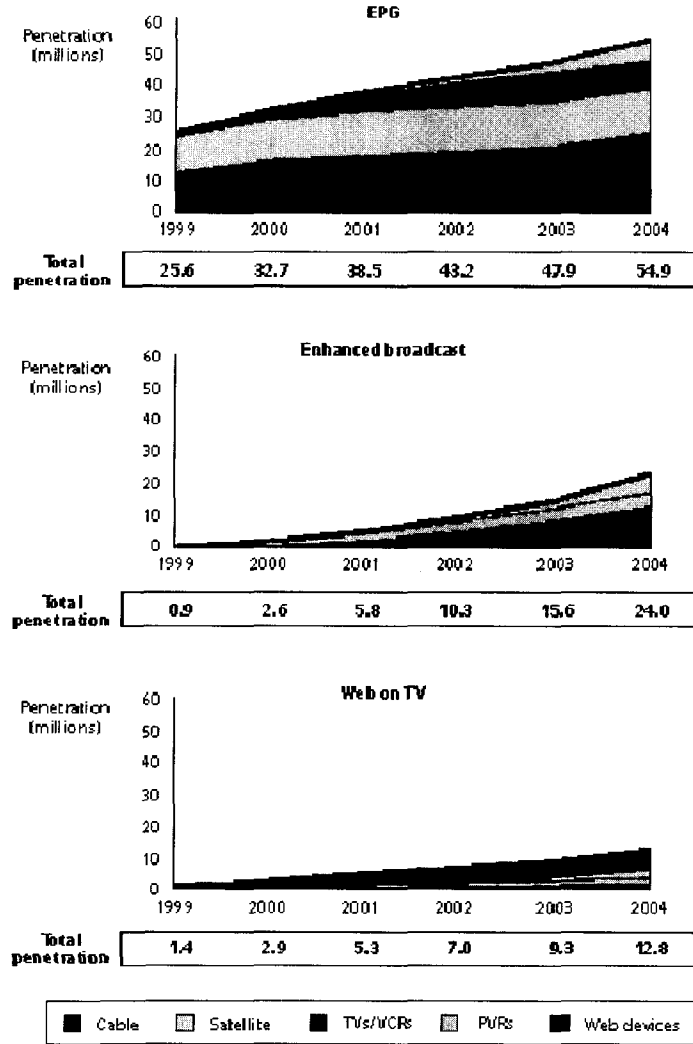 EPG
Penetration
(millions)
60
50
40
30
20
10
0
1999 2000 2001 2002 2003 2004
Total
penetration
25.6 32.7 38.5 43.2 47.9 54.9
Enhanced broadcast
Penetration
(millions)
60
50
40
30
20
10
0
1999 2000 2001 2002 2003 2004
Total
penetration
0.9 2.6 5.8 10.3 15.6 24.0
Web on TV
Penetration
(millions)
60
50
40
30
20
10
0
1999 2000 2001 2002 2003 2004
Total
penetration
1.4 2.9 5.3 7.0 9.3 12.8
Cable Satellite TVs/VCRs PVRs Web devices